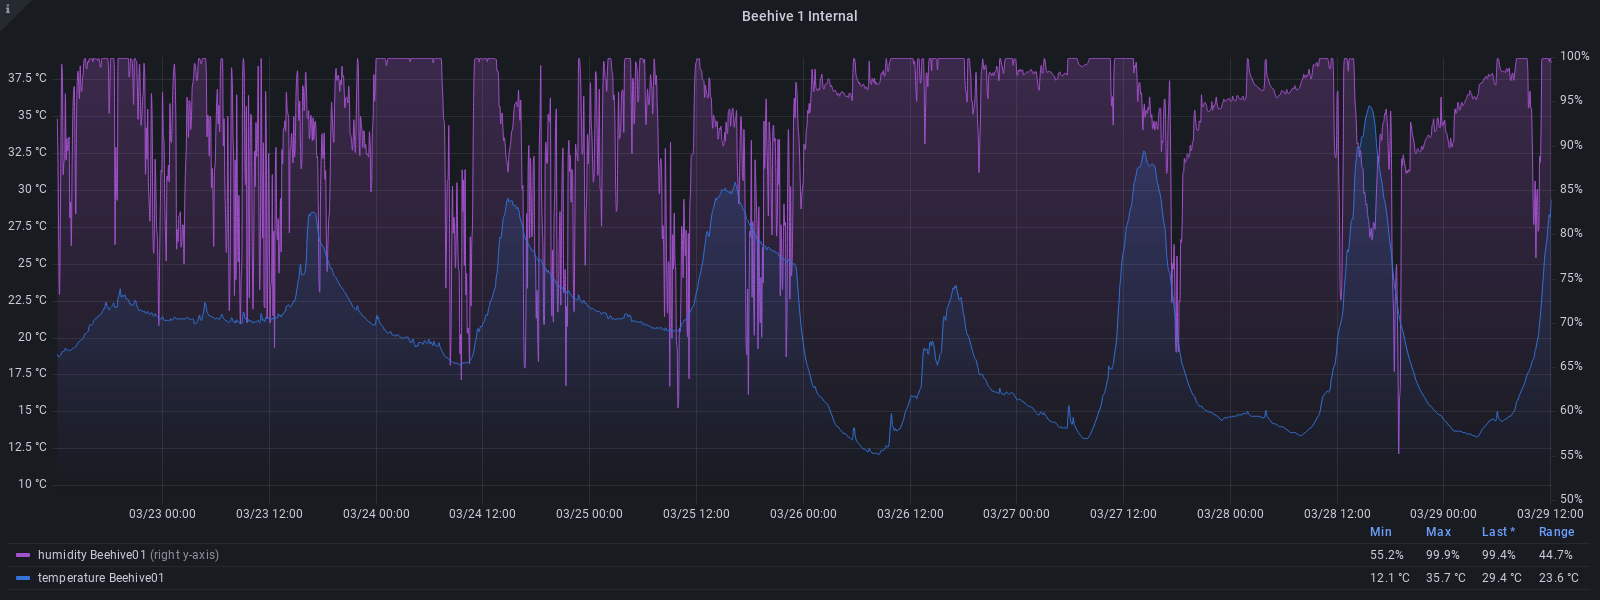 i
Beehive 1 Internal
37.5 °C
35 °C
32.5 °C
30 °C
27.5 °C
25 °C
22.5 °C
20 °C
17.5 °C
15 °C
12.5 °C
10 °C
100%
95%
90%
85%
80%
75%
70%
65%
60%
55%
50%
03/23 00:00 03/23 12:00 03/24 00:00 03/24 12:00 03/25 00:00 03/25 12:00 03/26 00:00 03/26 12:00 03/27 00:00 03/27 12:00 03/28 00:00 03/28 12:00 03/29 00:00 03/29 12:00
Min Max Last * Range
humidity Beehive01 (right y-axis) 55.2% 99.9% 99.4% 44.7%
temperature Beehive01 12.1 °C 35.7 °C 29.4 °C 23.6 °C